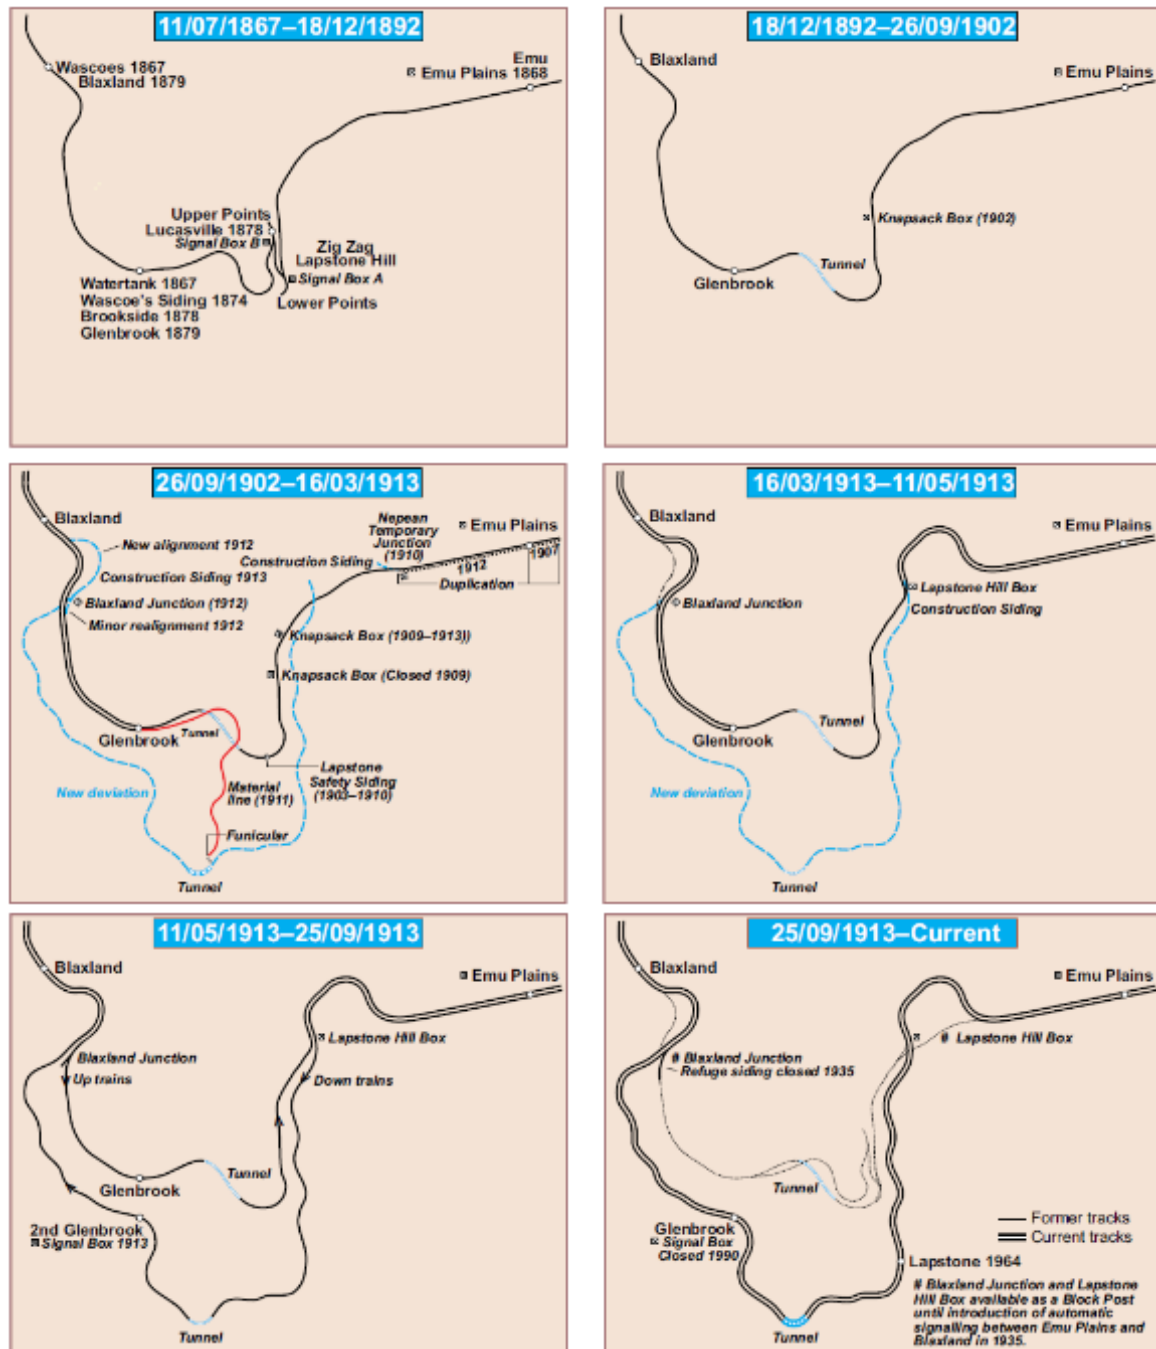 11/07/1867–18/12/1892
Wascoes 1867
Blaxland 1879
Emu
Emu Plains 1868
Upper Points
Lucasville 1878
Signal Box B
Zig Zag
Lapstone Hill
Signal Box A
Lower Points
Watertank 1867
Wascoe's Siding 1874
Brookside 1878
Glenbrook 1879
18/12/1892–26/09/1902
Blaxland
Emu Plains
Knapsack Box (1902)
Tunnel
Glenbrook
26/09/1902–16/03/1913
Blaxland
New alignment 1912
Construction Siding 1913
Blaxland Junction (1912)
Minor realignment 1912
Nepean
Temporary
Junction
(1910)
Emu Plains
Construction Siding
1912
1907
Duplication
Knapsack Box (1909–1913))
Knapsack Box (Closed 1909)
Glenbrook
Tunnel
Lapstone
Safety Siding
(1903–1910)
New deviation
Material
line (1911)
Funicular
Tunnel
16/03/1913–11/05/1913
Blaxland
Emu Plains
Blaxland Junction
Lapstone Hill Box
Construction Siding
Tunnel
Glenbrook
New deviation
Tunnel
11/05/1913–25/09/1913
Blaxland
Emu Plains
Lapstone Hill Box
Blaxland Junction
Up trains
Down trains
Tunnel
Glenbrook
2nd Glenbrook
Signal Box 1913
Tunnel
25/09/1913–Current
Blaxland
Emu Plains
# Lapstone Hill Box
# Blaxland Junction
Refuge siding closed 1935
Tunnel
Glenbrook
Signal Box
Closed 1990
Former tracks
Current tracks
Lapstone 1964
# Blaxland Junction and Lapstone
Hill Box available as a Block Post
until introduction of automatic
signalling between Emu Plains and
Blaxland in 1935.
Tunnel